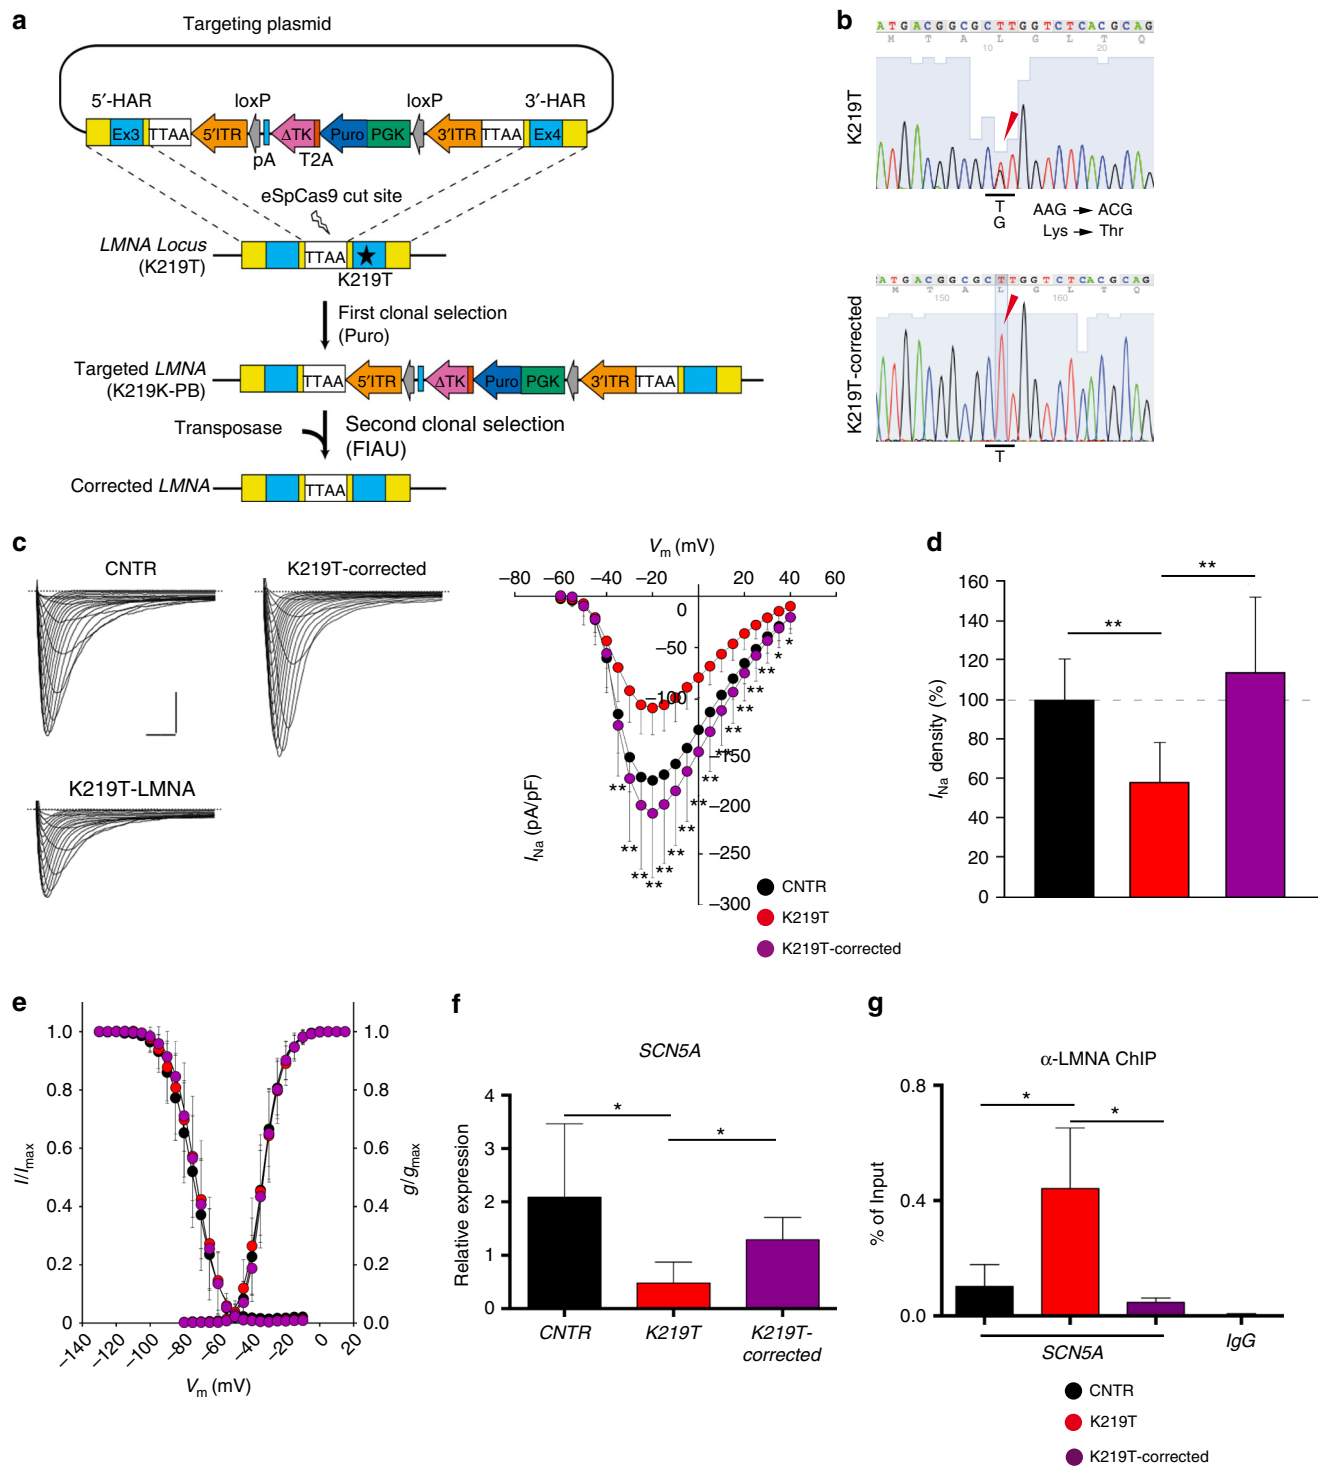 a
Targeting plasmid
5′-HAR
loxP
loxP
3′-HAR
Ex3
TTAA
5′ITR
ΔTK
Puro
PGK
3′ITR
TTAA
Ex4
pA
T2A
eSpCas9 cut site
LMNA Locus
(K219T)
TTAA
K219T
First clonal selection
(Puro)
Targeted LMNA
(K219K-PB)
TTAA
5′ITR
ΔTK
Puro
PGK
3′ITR
TTAA
Transposase
Second clonal selection
(FIAU)
Corrected LMNA
TTAA
b
K219T
ATGACGGCGCTTGGTCTCACGCAG
M T A L G L T Q
10 20
T
G
AAG → ACG
Lys → Thr
K219T-corrected
ATGACGGCGCTTGGTCTCACGCAG
M T A L G L T Q
150 160
T
c
CNTR
K219T-corrected
K219T-LMNA
Vm (mV)
−80 −60 −40 −20 20 40 60
0
−50
−100
−150
−200
−250
−300
INa (pA/pF)
** ** ** ** ** ** ** ** ** ** ** ** ** ** * *
CNTR
K219T
K219T-corrected
d
INa density (%)
160
140
120
100
80
60
40
20
0
**
**
e
I/Imax
1.0
0.8
0.6
0.4
0.2
0
g/gmax
1.0
0.8
0.6
0.4
0.2
0.0
−140 −120 −100 −80 −60 −40 −20 0 20
Vm (mV)
f
SCN5A
Relative expression
4
3
2
1
0
*
*
CNTR
K219T
K219T-
corrected
g
α-LMNA ChIP
% of Input
0.8
0.4
0.0
*
*
SCN5A
IgG
CNTR
K219T
K219T-corrected